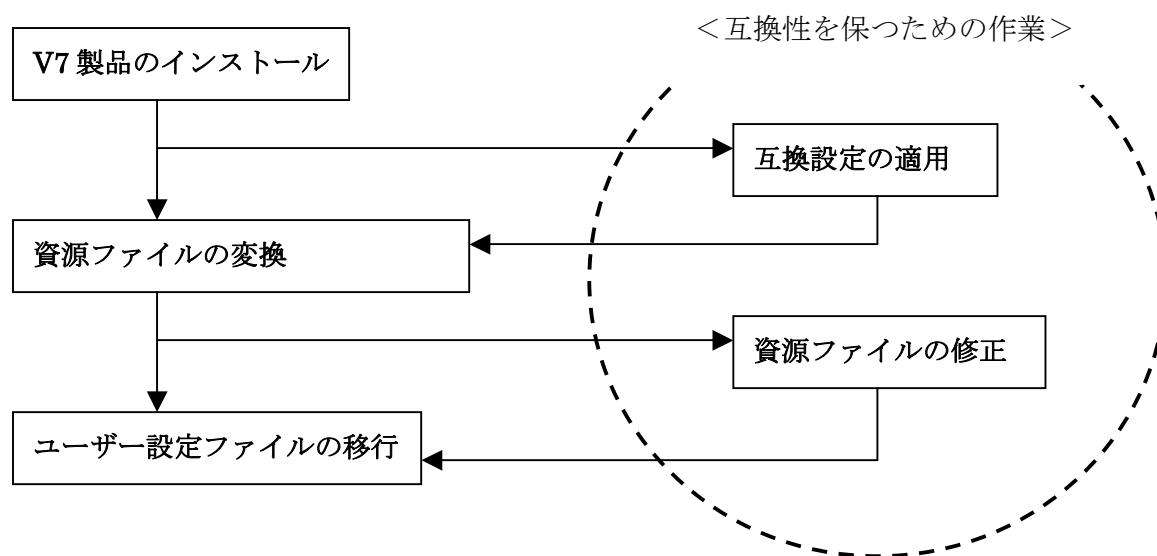 ＜互換性を保つための作業＞
V7 製品のインストール
互換設定の適用
資源ファイルの変換
資源ファイルの修正
ユーザー設定ファイルの移行